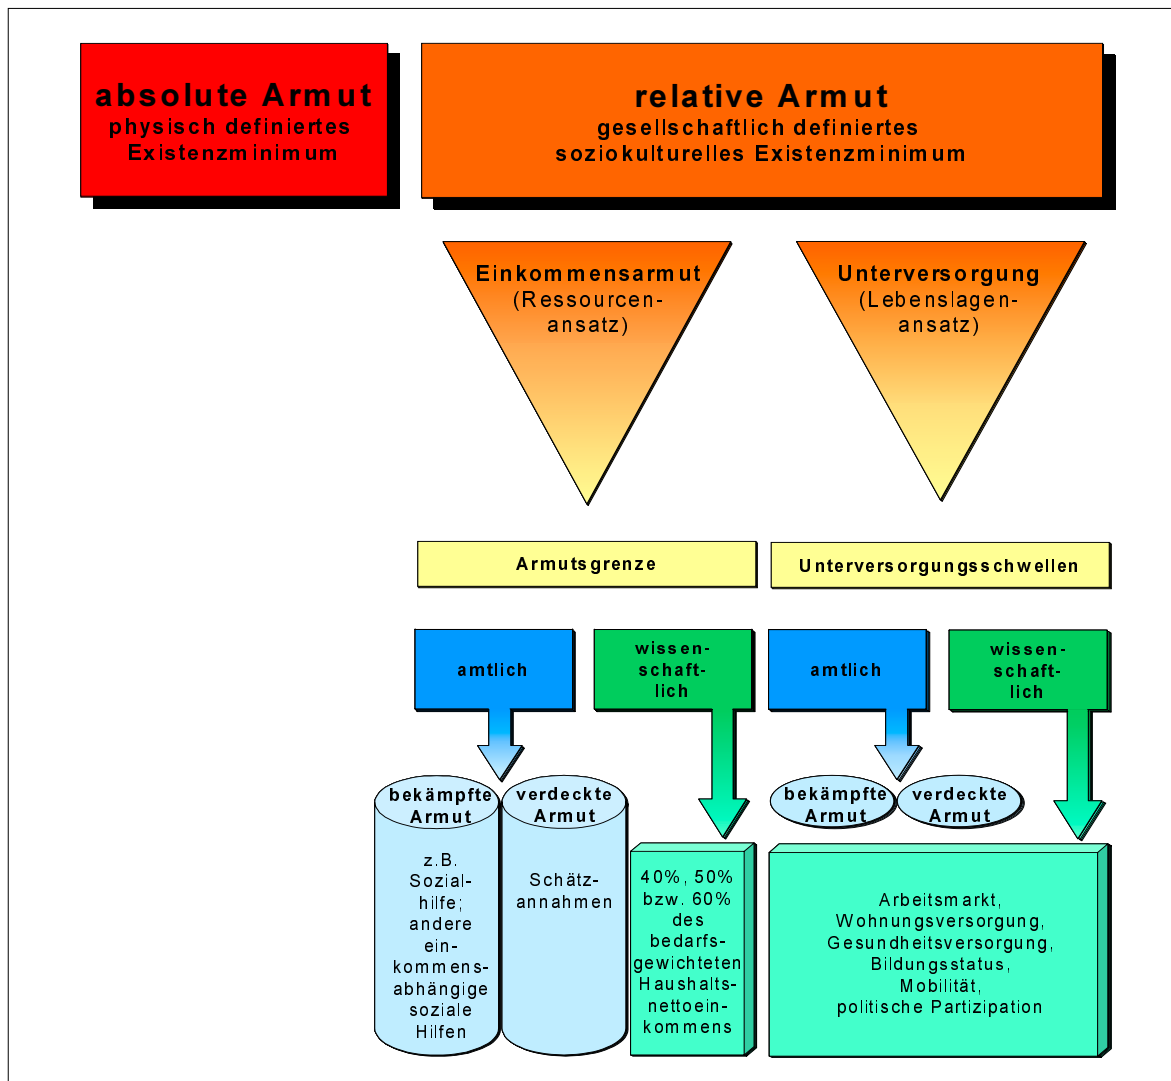 absolute Armut
physisch definiertes
Existenzminimum
relative Armut
gesellschaftlich definiertes
soziokulturelles Existenzminimum
Einkommensarmut
(Ressourcen-
ansatz)
Unterversorgung
(Lebenslagen-
ansatz)
Armutsgrenze
Unterversorgungsschwellen
amtlich
wissen-
schaft-
lich
amtlich
wissen-
schaft-
lich
bekämpfte
Armut
z.B.
Sozial-
hilfe;
andere
ein-
kommens-
abhängige
soziale
Hilfen
verdeckte
Armut
Schätz-
annahmen
40%, 50%
bzw. 60%
des
bedarfs-
gewichteten
Haushalts-
nettoein-
kommens
bekämpfte
Armut
verdeckte
Armut
Arbeitsmarkt,
Wohnungsversorgung,
Gesundheitsversorgung,
Bildungsstatus,
Mobilität,
politische Partizipation